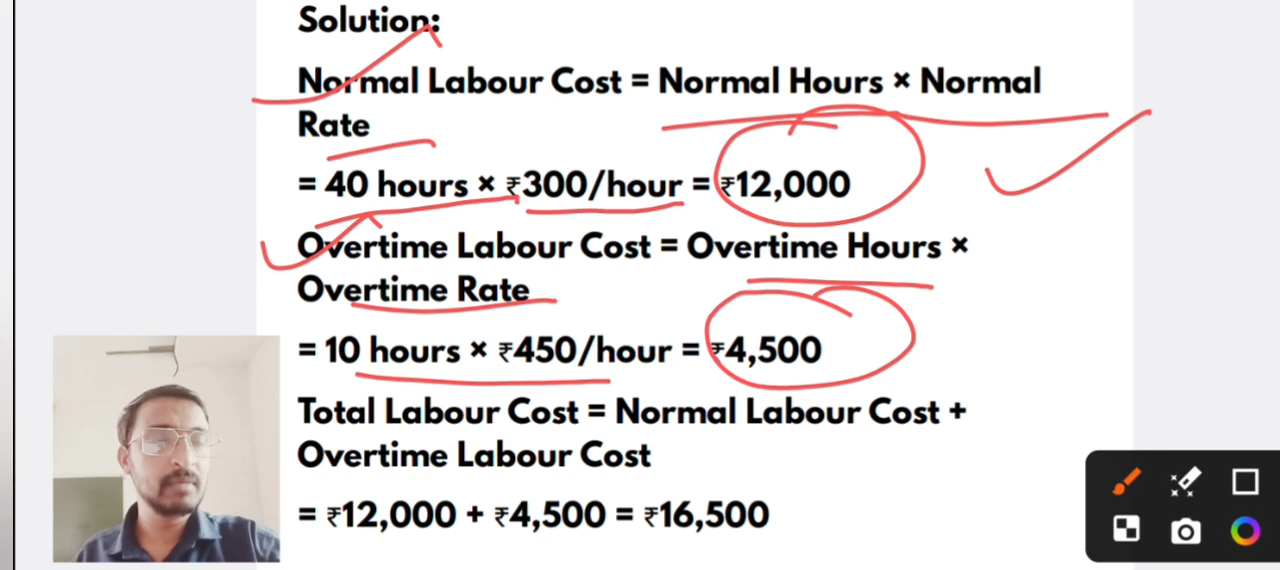 Solution:
Normal Labour Cost = Normal Hours × Normal
Rate
= 40 hours × ₹300/hour = ₹12,000
Overtime Labour Cost = Overtime Hours ×
Overtime Rate
= 10 hours × ₹450/hour = ₹4,500
Total Labour Cost = Normal Labour Cost +
Overtime Labour Cost
= ₹12,000 + ₹4,500 = ₹16,500